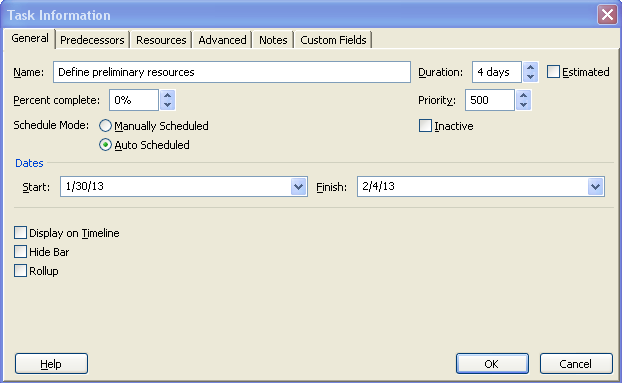 Task Information
General Predecessors Resources Advanced Notes Custom Fields
Name: Define preliminary resources Duration: 4 days Estimated
Percent complete: 0% Priority: 500
Schedule Mode: Manually Scheduled Inactive
Auto Scheduled
Dates
Start: 1/30/13 Finish: 2/4/13
Display on Timeline
Hide Bar
Rollup
Help OK Cancel